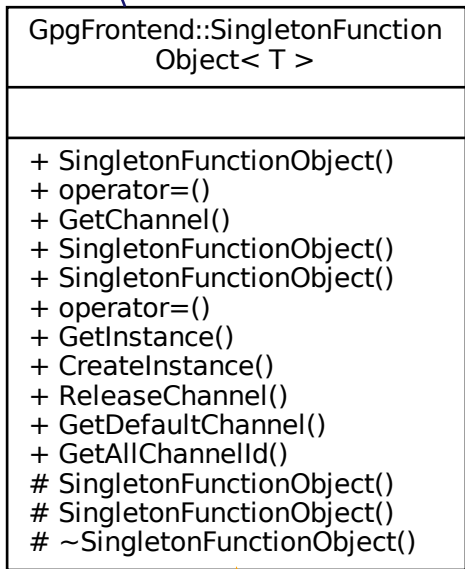 GpgFrontend::SingletonFunction
Object< T >
+ SingletonFunctionObject()
+ operator=()
+ GetChannel()
+ SingletonFunctionObject()
+ SingletonFunctionObject()
+ operator=()
+ GetInstance()
+ CreateInstance()
+ ReleaseChannel()
+ GetDefaultChannel()
+ GetAllChannelId()
# SingletonFunctionObject()
# SingletonFunctionObject()
# ~SingletonFunctionObject()